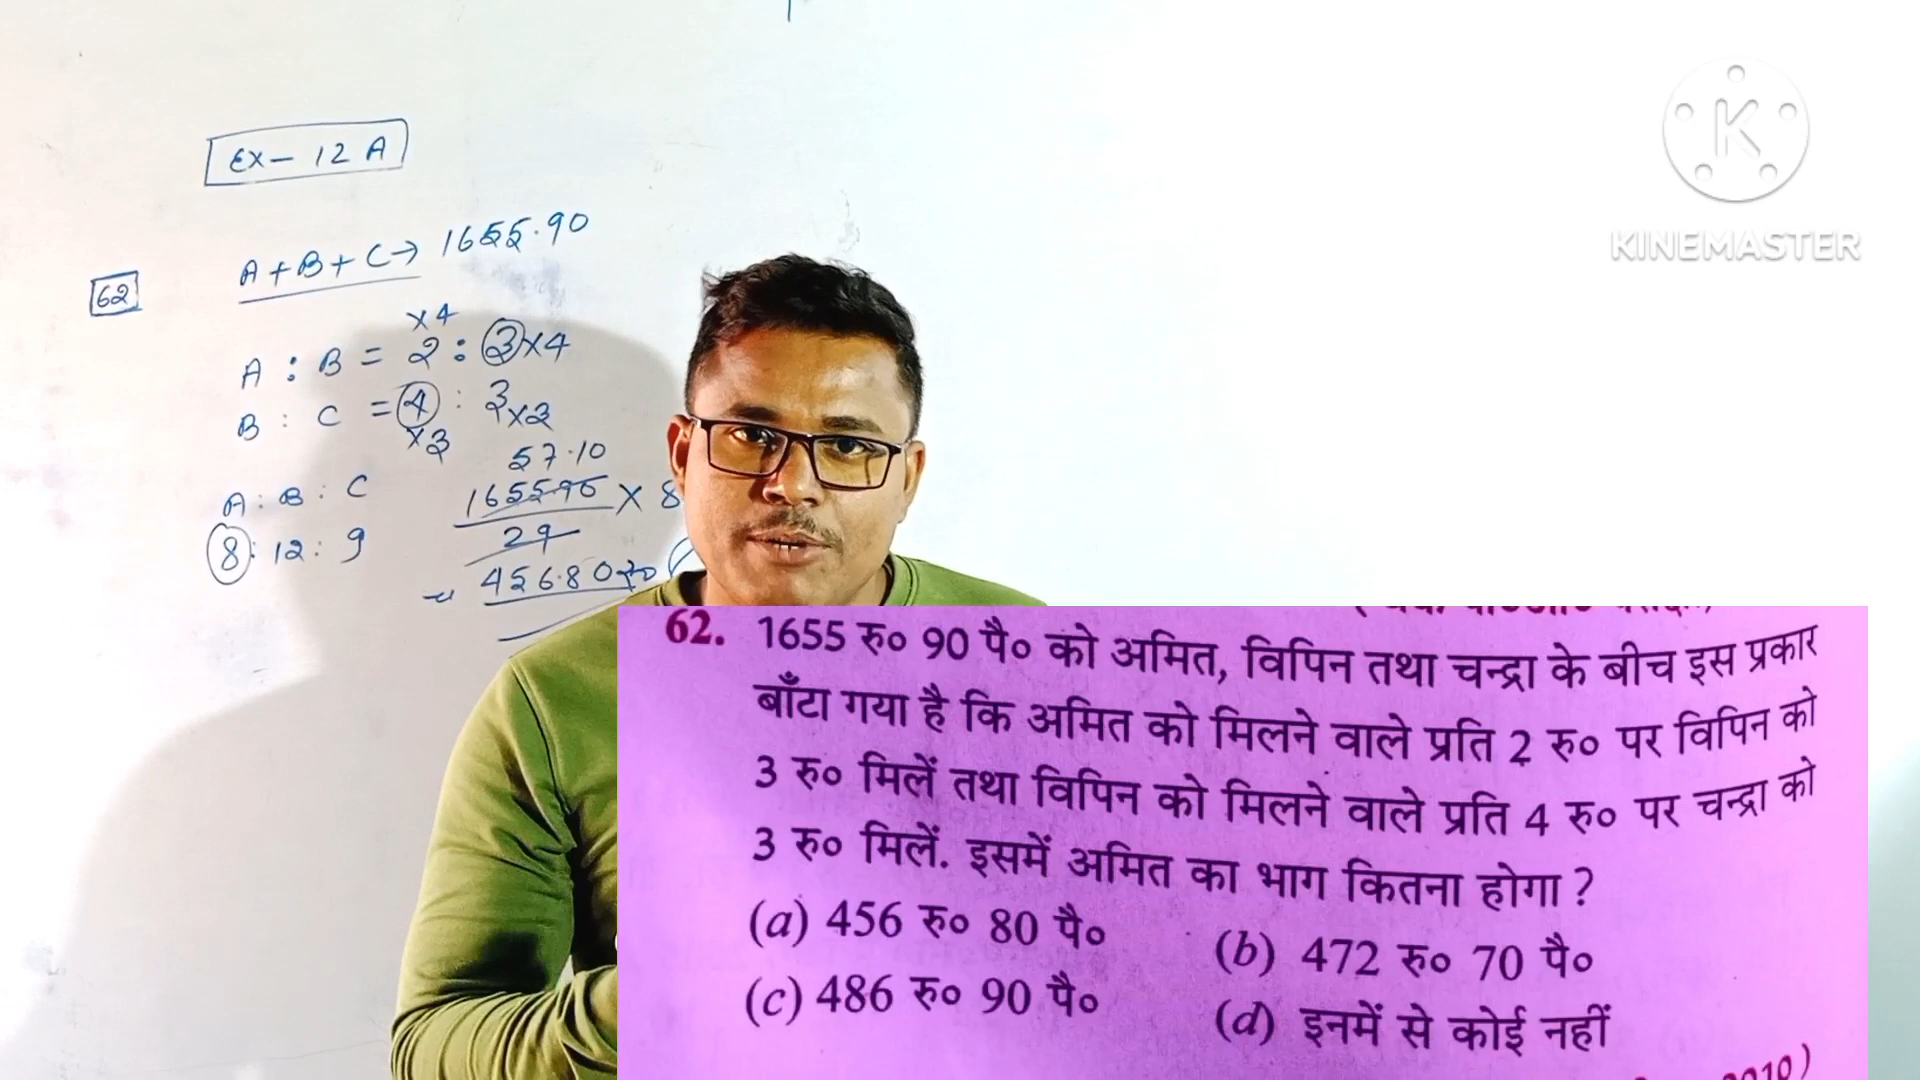 Ex - 12 A
62
A + B + C → 1655.90
×4
A : B = 2 : 3 ×4
B : C = 4 : 3 ×3
×3
57.10
A : B : C
1655.90 × 8
29
8 : 12 : 9
= 456.80
K
KINEMASTER
62. 1655 रु० 90 पै० को अमित, विपिन तथा चन्द्रा के बीच इस प्रकार
बाँटा गया है कि अमित को मिलने वाले प्रति 2 रु० पर विपिन को
3 रु० मिलें तथा विपिन को मिलने वाले प्रति 4 रु० पर चन्द्रा को
3 रु० मिलें. इसमें अमित का भाग कितना होगा ?
(a) 456 रु० 80 पै०
(b) 472 रु० 70 पै०
(c) 486 रु० 90 पै०
(d) इनमें से कोई नहीं
2010)